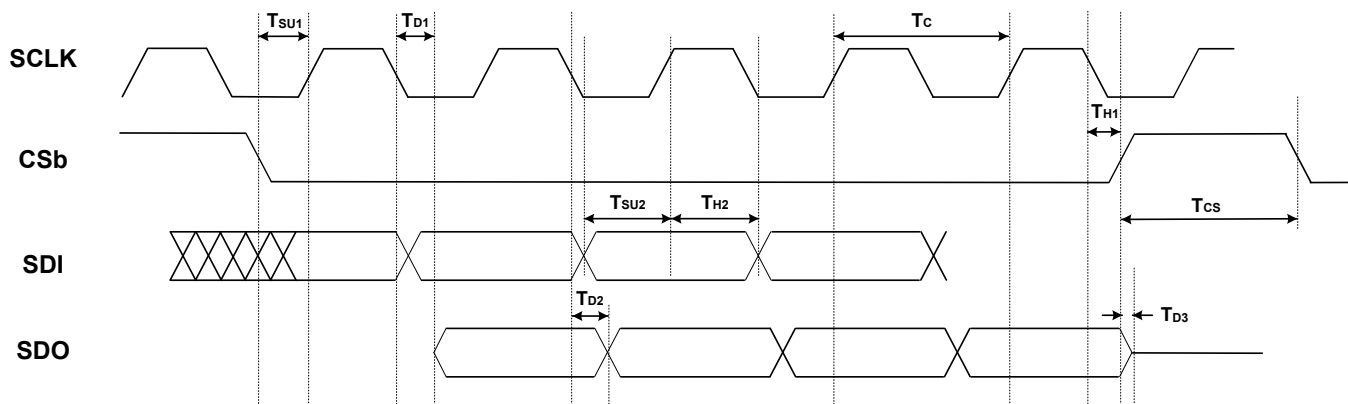 TSU1 TD1 TC
SCLK
TH1
CSb
TSU2 TH2 TCS
SDI
TD2 TD3
SDO